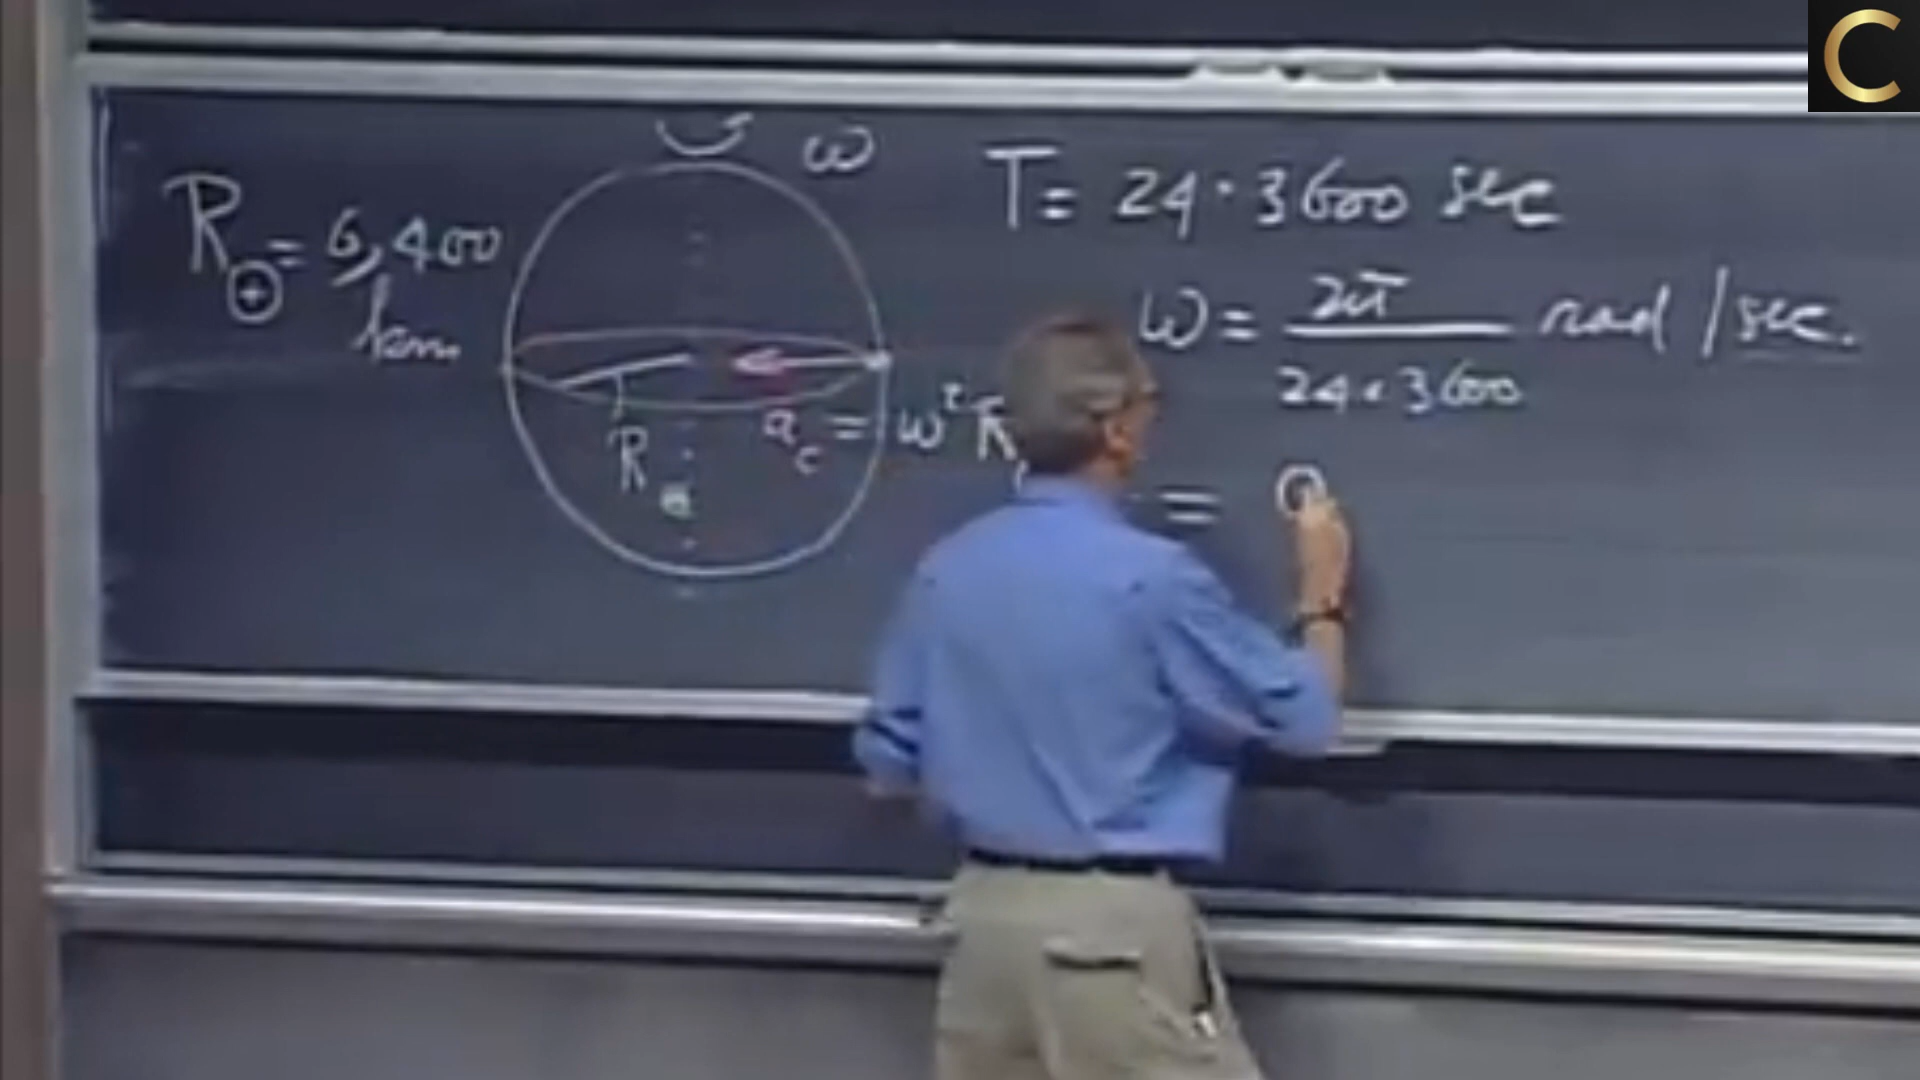 ω
R⊕ = 6,400
km
T = 24 · 3600 sec
ω = 2π / 24 · 3600 rad / sec.
a_c = ω² R
R⊕
= 0
C